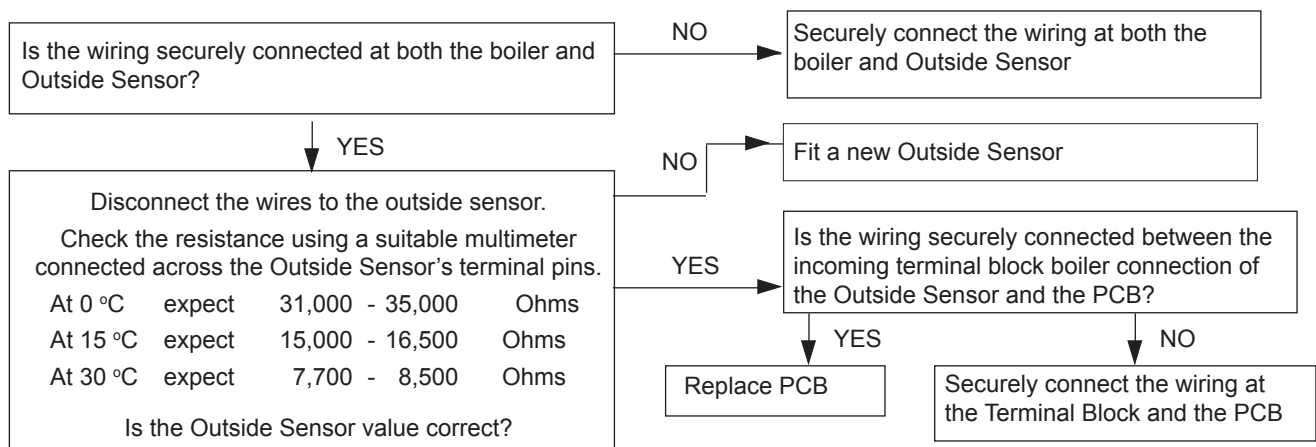 Is the wiring securely connected at both the boiler and
Outside Sensor?
NO
Securely connect the wiring at both the
boiler and Outside Sensor
YES
NO
Fit a new Outside Sensor
Disconnect the wires to the outside sensor.
Check the resistance using a suitable multimeter
connected across the Outside Sensor's terminal pins.
At 0 °C expect 31,000 - 35,000 Ohms
At 15 °C expect 15,000 - 16,500 Ohms
At 30 °C expect 7,700 - 8,500 Ohms
Is the Outside Sensor value correct?
YES
Is the wiring securely connected between the
incoming terminal block boiler connection of
the Outside Sensor and the PCB?
YES
Replace PCB
NO
Securely connect the wiring at
the Terminal Block and the PCB